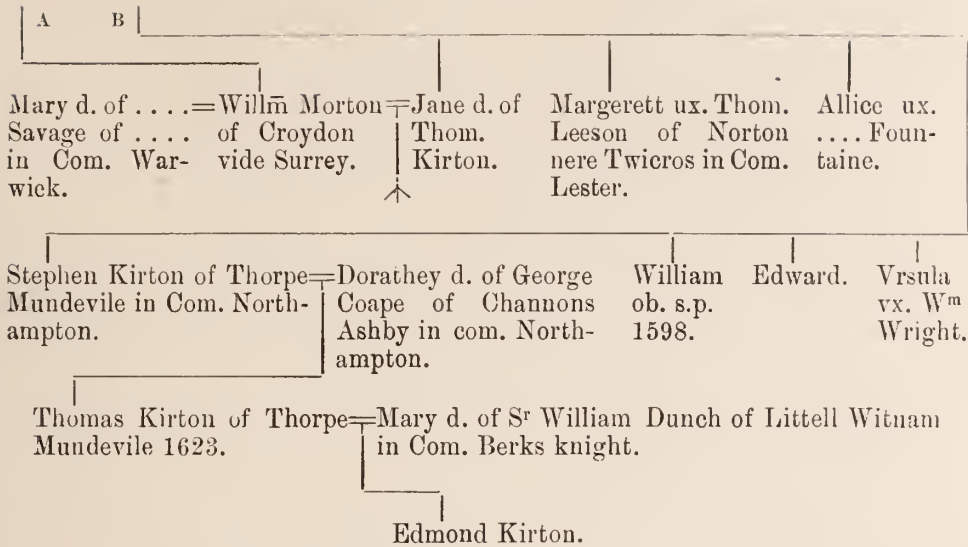 A B
Mary d. of ....=Willm̄ Morton=Jane d. of Margerett ux. Thom. Allice ux.
Savage of .... of Croydon Thom. Leeson of Norton .... Foun-
in Com. War- vide Surrey. Kirton. nere Twicros in Com. taine.
wick. Lester.
Stephen Kirton of Thorpe=Dorathey d. of George William Edward. Vrsula
Mundevile in Com. North- Coape of Channons ob. s.p. vx. Wᵐ
ampton. Ashby in com. North- 1598. Wright.
ampton.
Thomas Kirton of Thorpe=Mary d. of Sʳ William Dunch of Littell Witnam
Mundevile 1623. in Com. Berks knight.
Edmond Kirton.